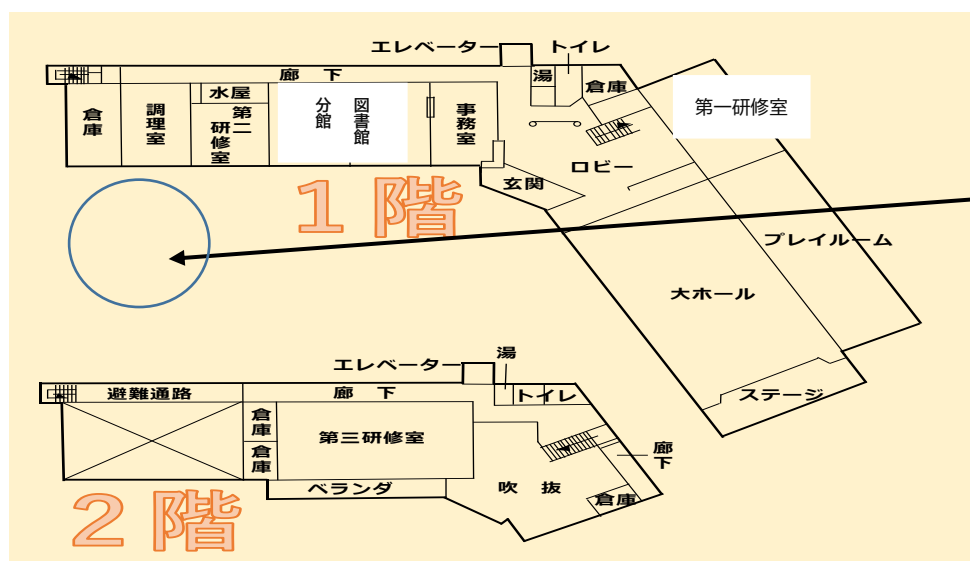 エレベーター
トイレ
廊下
湯
倉庫
第一研修室
倉庫
調理室
水屋
第二研修室
図書館
分館
事務室
ロビー
玄関
1階
プレイルーム
大ホール
ステージ
湯
エレベーター
避難通路
廊下
トイレ
倉庫
倉庫
第三研修室
廊下
ベランダ
吹抜
倉庫
2階